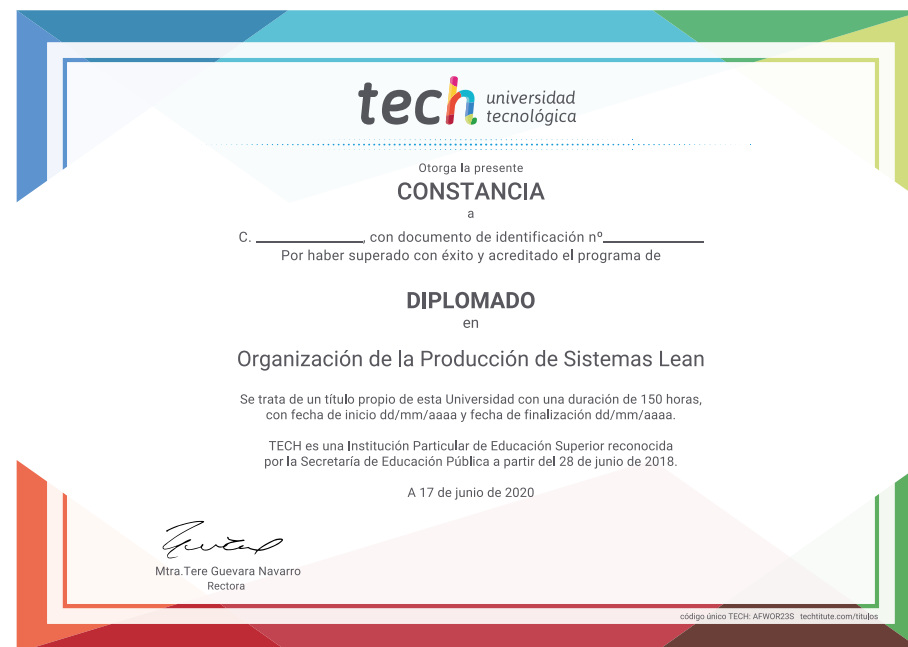 tech universidad
tecnológica
Otorga la presente
CONSTANCIA
a
C. ____________, con documento de identificación nº____________
Por haber superado con éxito y acreditado el programa de
DIPLOMADO
en
Organización de la Producción de Sistemas Lean
Se trata de un título propio de esta Universidad con una duración de 150 horas,
con fecha de inicio dd/mm/aaaa y fecha de finalización dd/mm/aaaa.
TECH es una Institución Particular de Educación Superior reconocida
por la Secretaría de Educación Pública a partir del 28 de junio de 2018.
A 17 de junio de 2020
Mtra.Tere Guevara Navarro
Rectora
código único TECH: AFWOR23S techtitute.com/titulos